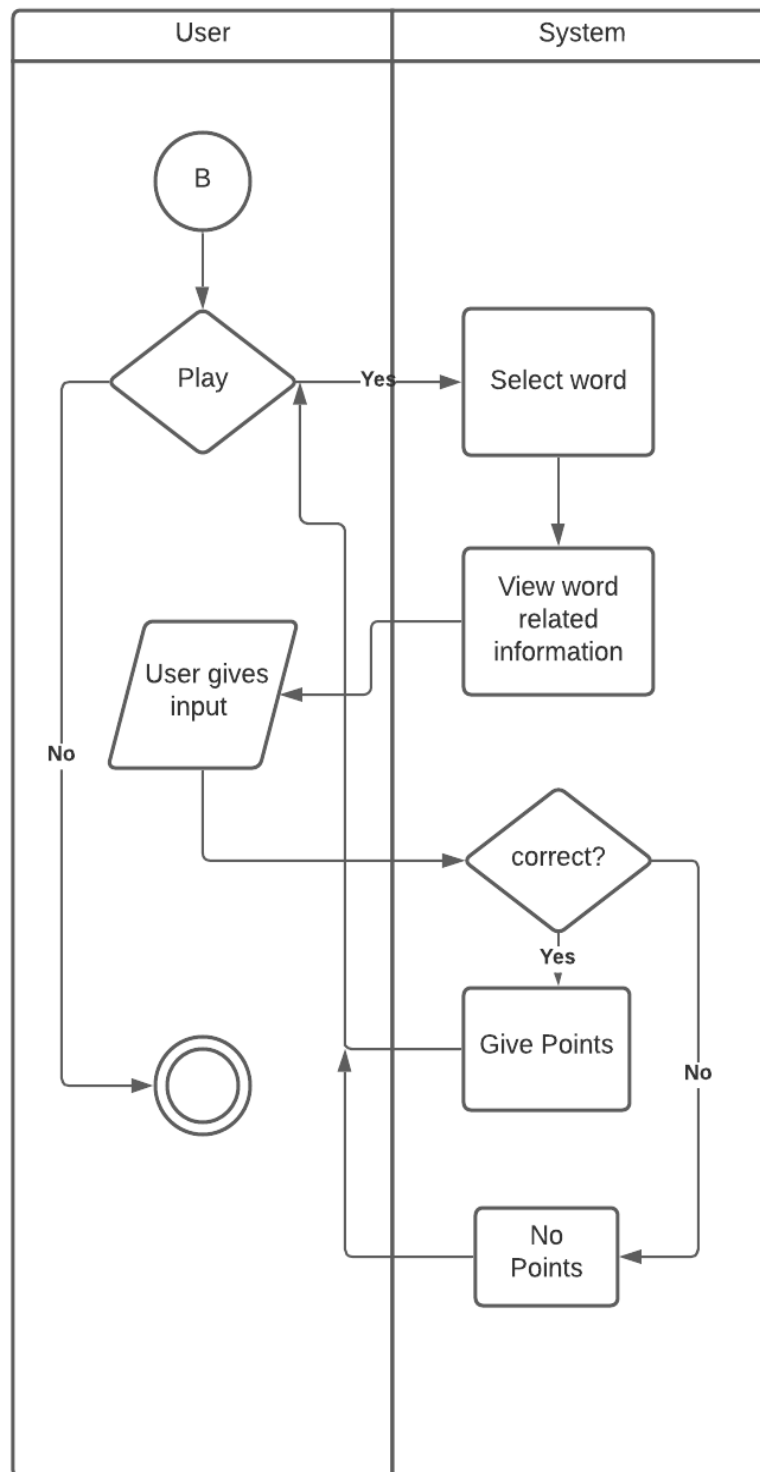 User
System
B
Play
Yes
Select word
View word
related
information
User gives
input
No
correct?
Yes
Give Points
No
No
Points